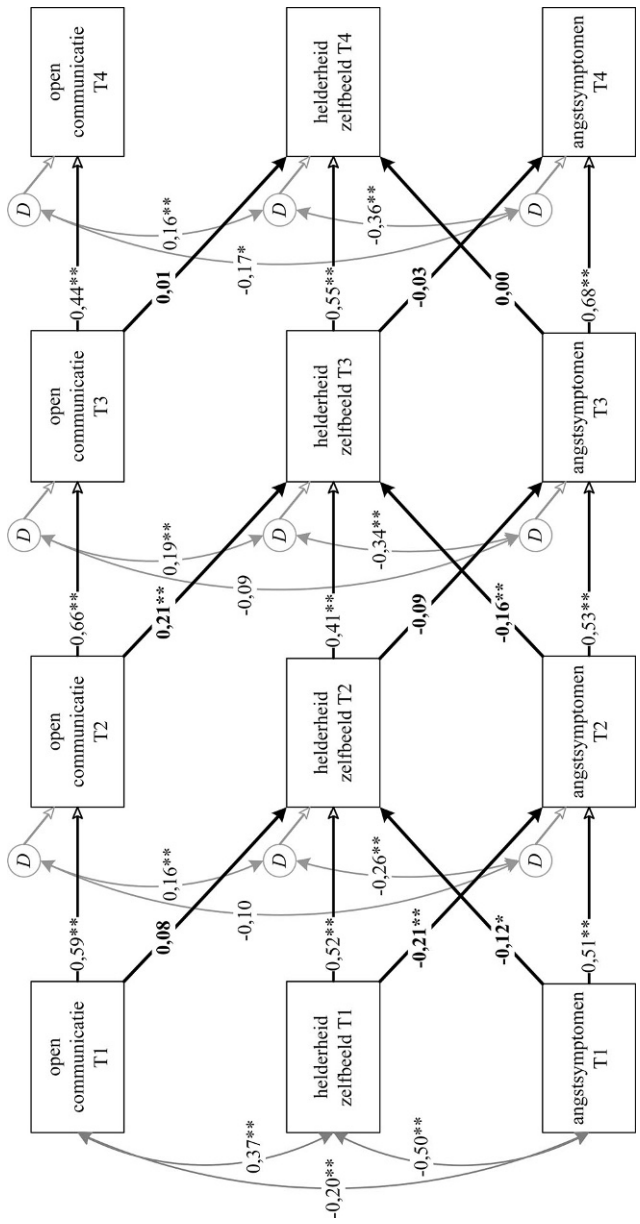 open
communicatie
T1
0,59**
open
communicatie
T2
0,66**
open
communicatie
T3
0,44**
open
communicatie
T4
D
D
D
0,37**
0,08
0,16**
0,21**
0,19**
0,01
0,16**
-0,20**
-0,10
-0,09
-0,17*
helderheid
zelfbeeld T1
0,52**
D
helderheid
zelfbeeld T2
0,41**
D
helderheid
zelfbeeld T3
0,55**
D
helderheid
zelfbeeld T4
-0,50**
-0,21**
-0,26**
-0,09
-0,34**
-0,03
-0,36**
-0,12*
-0,16**
0,00
D
D
D
angstsymptomen
T1
0,51**
angstsymptomen
T2
0,53**
angstsymptomen
T3
0,68**
angstsymptomen
T4